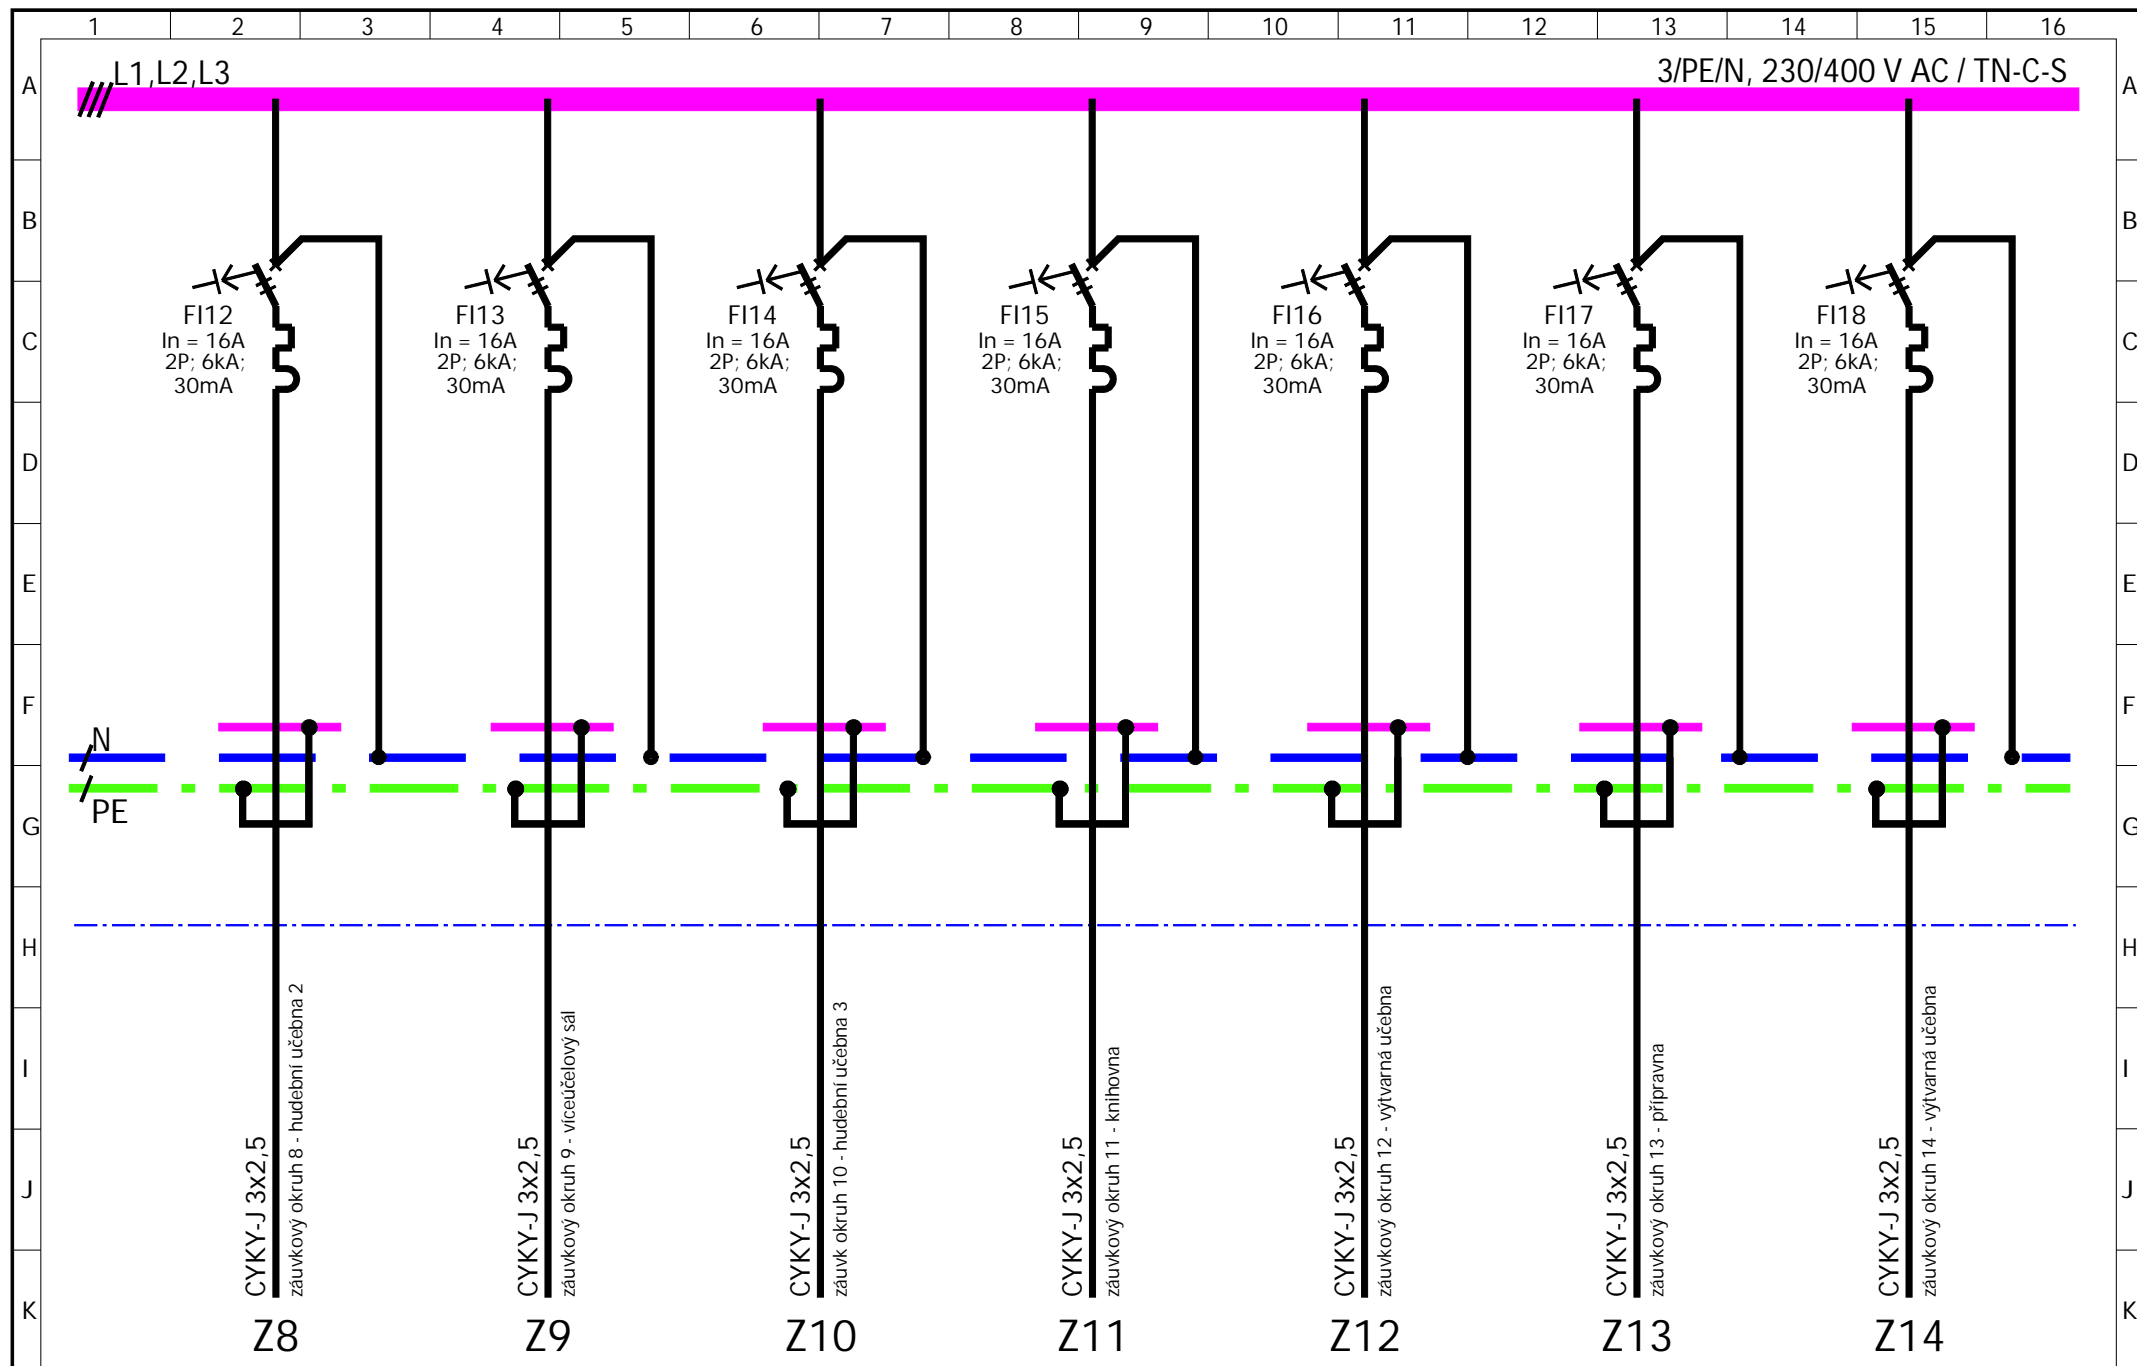 1 2 3 4 5 6 7 8 9 10 11 12 13 14 15 16
A A
L1,L2,L3
3/PE/N, 230/400 V AC / TN-C-S
B B
C C
FI12
In = 16A
2P; 6kA;
30mA
FI13
In = 16A
2P; 6kA;
30mA
FI14
In = 16A
2P; 6kA;
30mA
FI15
In = 16A
2P; 6kA;
30mA
FI16
In = 16A
2P; 6kA;
30mA
FI17
In = 16A
2P; 6kA;
30mA
FI18
In = 16A
2P; 6kA;
30mA
D D
E E
F F
N
PE
G G
H H
I I
J J
K K
CYKY-J 3x2,5
záuvkový okruh 8 - hudební učebna 2
Z8
CYKY-J 3x2,5
záuvkový okruh 9 - víceúčelový sál
Z9
CYKY-J 3x2,5
záuvk okruh 10 - hudební učebna 3
Z10
CYKY-J 3x2,5
záuvkový okruh 11 - knihovna
Z11
CYKY-J 3x2,5
záuvkový okruh 12 - výtvarná učebna
Z12
CYKY-J 3x2,5
záuvkový okruh 13 - přípravna
Z13
CYKY-J 3x2,5
záuvkový okruh 14 - výtvarná učebna
Z14